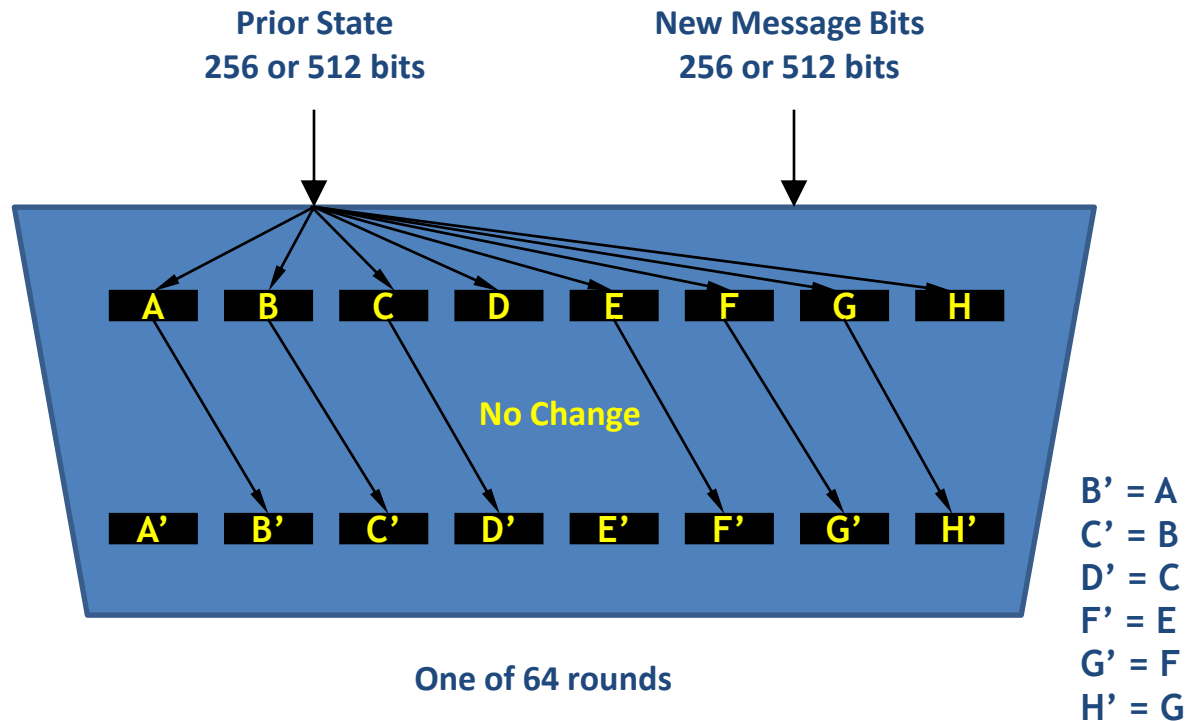 Prior State
256 or 512 bits
New Message Bits
256 or 512 bits
A B C D E F G H
No Change
A’ B’ C’ D’ E’ F’ G’ H’
B’ = A
C’ = B
D’ = C
F’ = E
G’ = F
H’ = G
One of 64 rounds